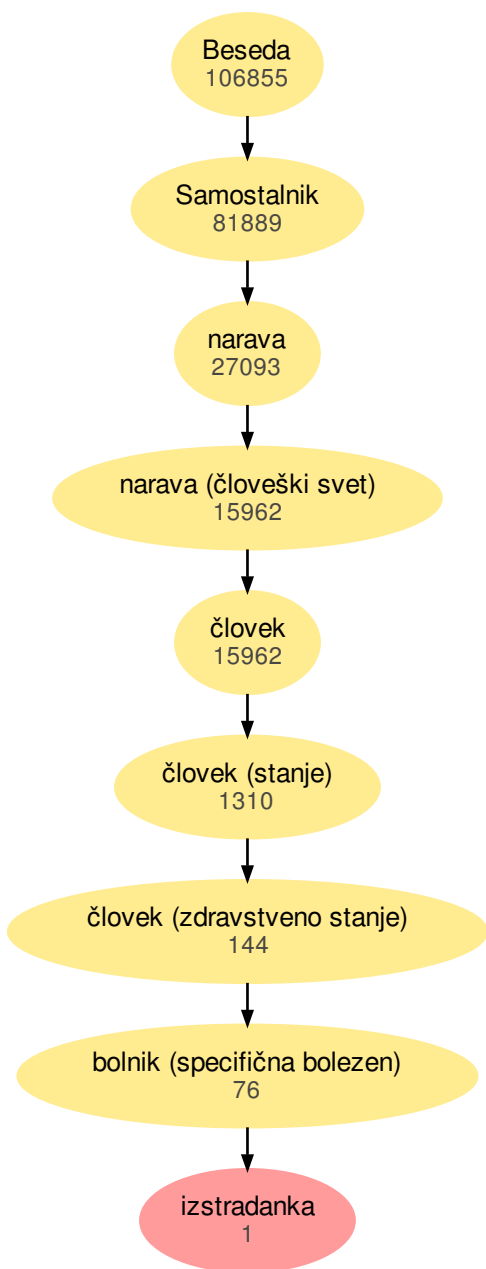 Beseda
106855
Samostalnik
81889
narava
27093
narava (človeški svet)
15962
človek
15962
človek (stanje)
1310
človek (zdravstveno stanje)
144
bolnik (specifična bolezen)
76
izstradanka
1